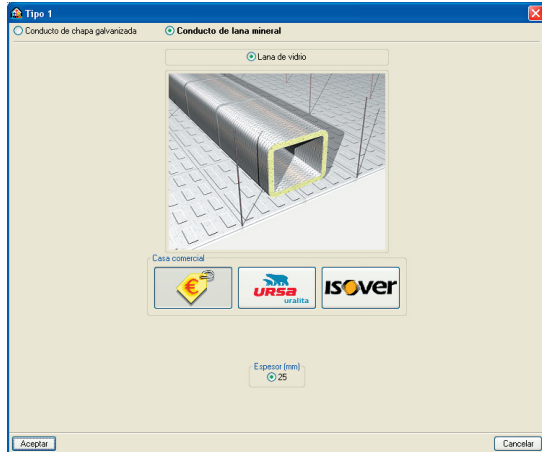 Tipo 1
Conducto de chapa galvanizada Conducto de lana mineral
Lana de vidrio
Casa comercial
€ URSA uralita ISOVER
Espesor (mm)
25
Aceptar Cancelar